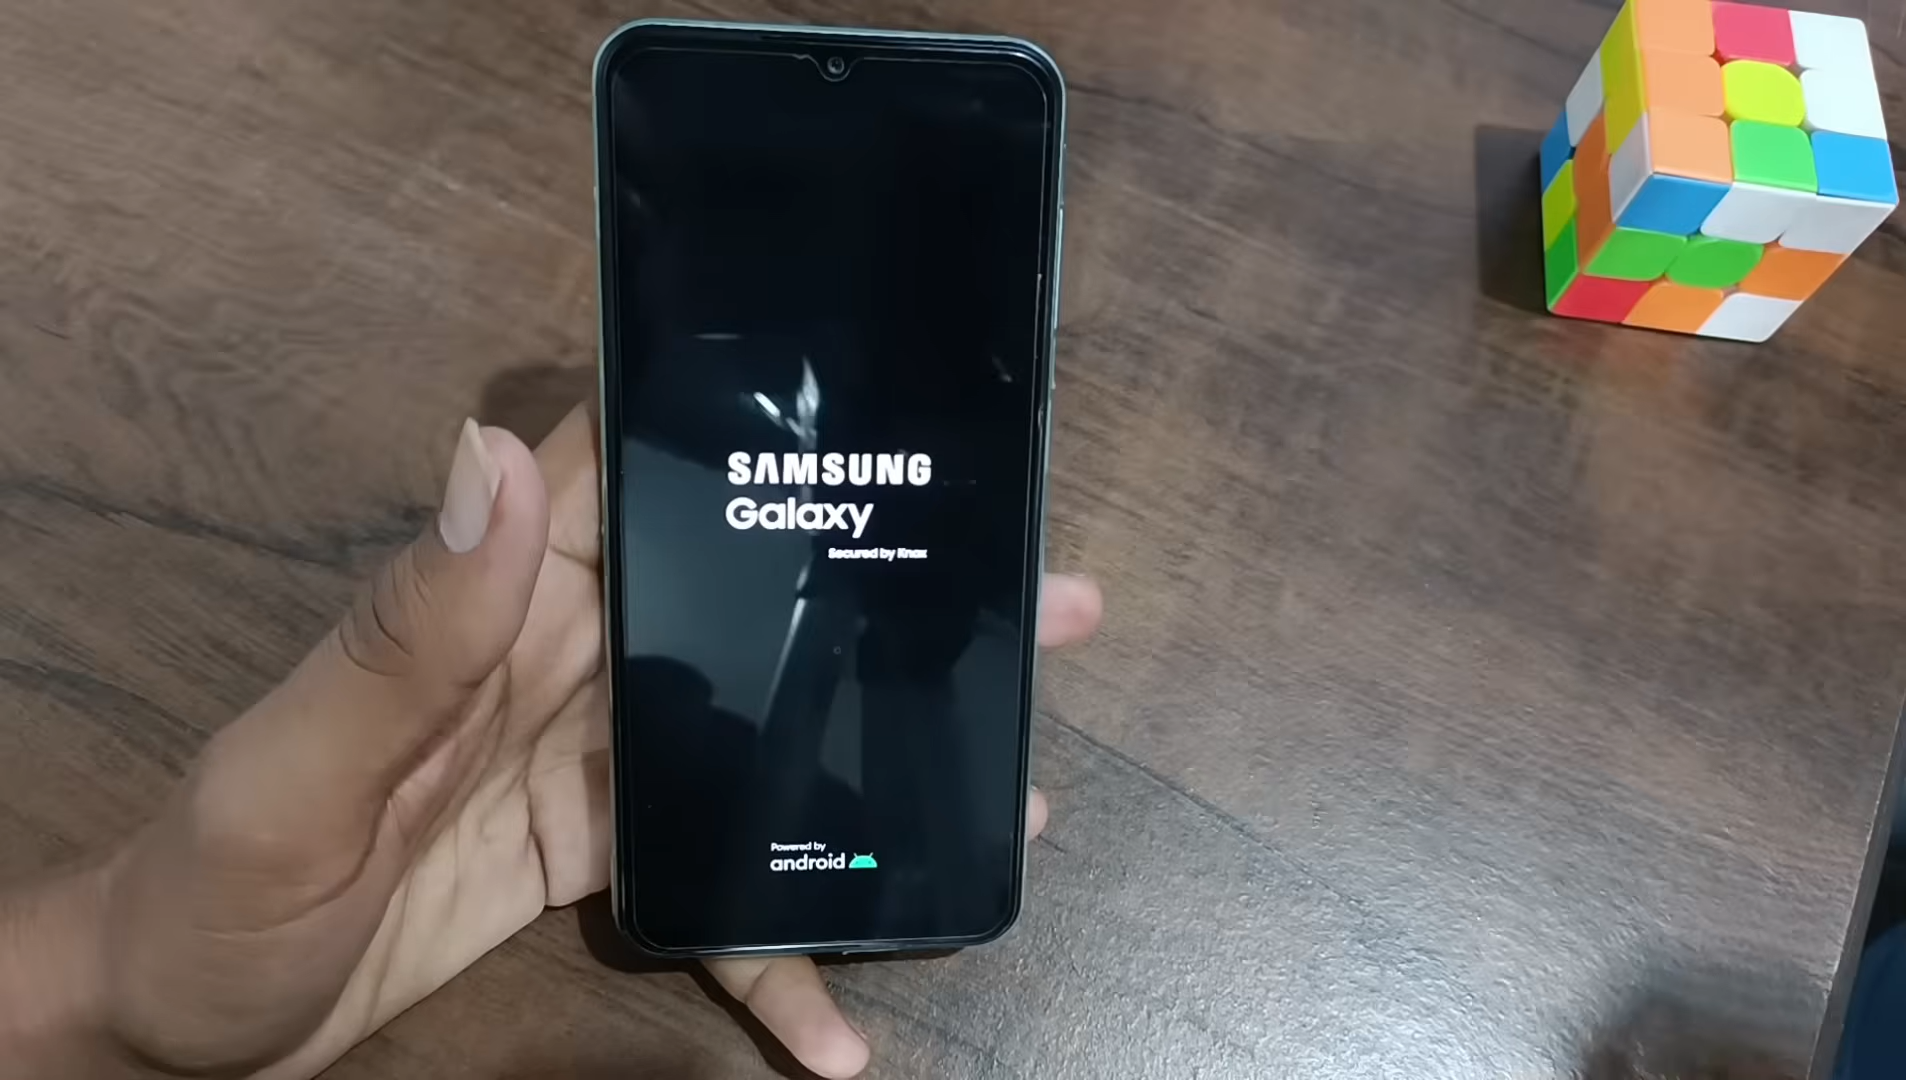 SAMSUNG
Galaxy
Secured by Knox
Powered by
android